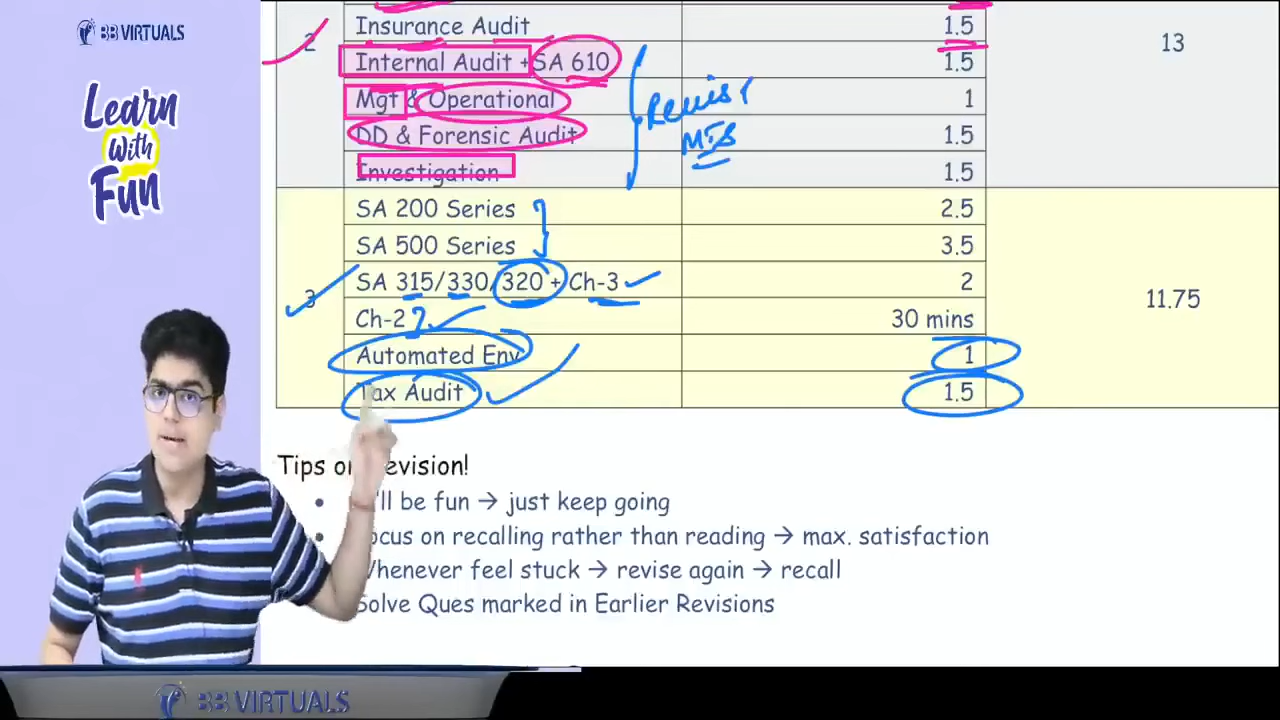 BB VIRTUALS
Learn
With
Fun
2
Insurance Audit 1.5
13
Internal Audit + SA 610 1.5
Mgt & Operational 1
DD & Forensic Audit 1.5
Investigation 1.5
Revise
MTB
SA 200 Series 2.5
SA 500 Series 3.5
SA 315/330/320 + Ch-3 2
3
11.75
Ch-2 30 mins
Automated Env 1
Tax Audit 1.5
Tips on Revision!
• 'll be fun → just keep going
• ocus on recalling rather than reading → max. satisfaction
Whenever feel stuck → revise again → recall
Solve Ques marked in Earlier Revisions
BB VIRTUALS